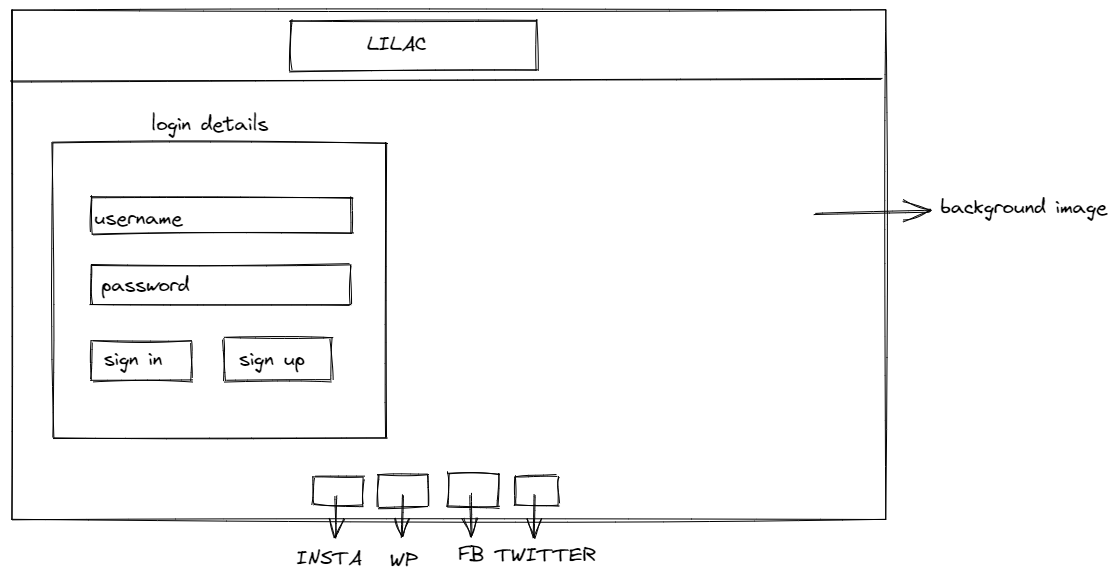 LILAC
login details
username
background image
password
sign in
sign up
INSTA
WP
FB
TWITTER